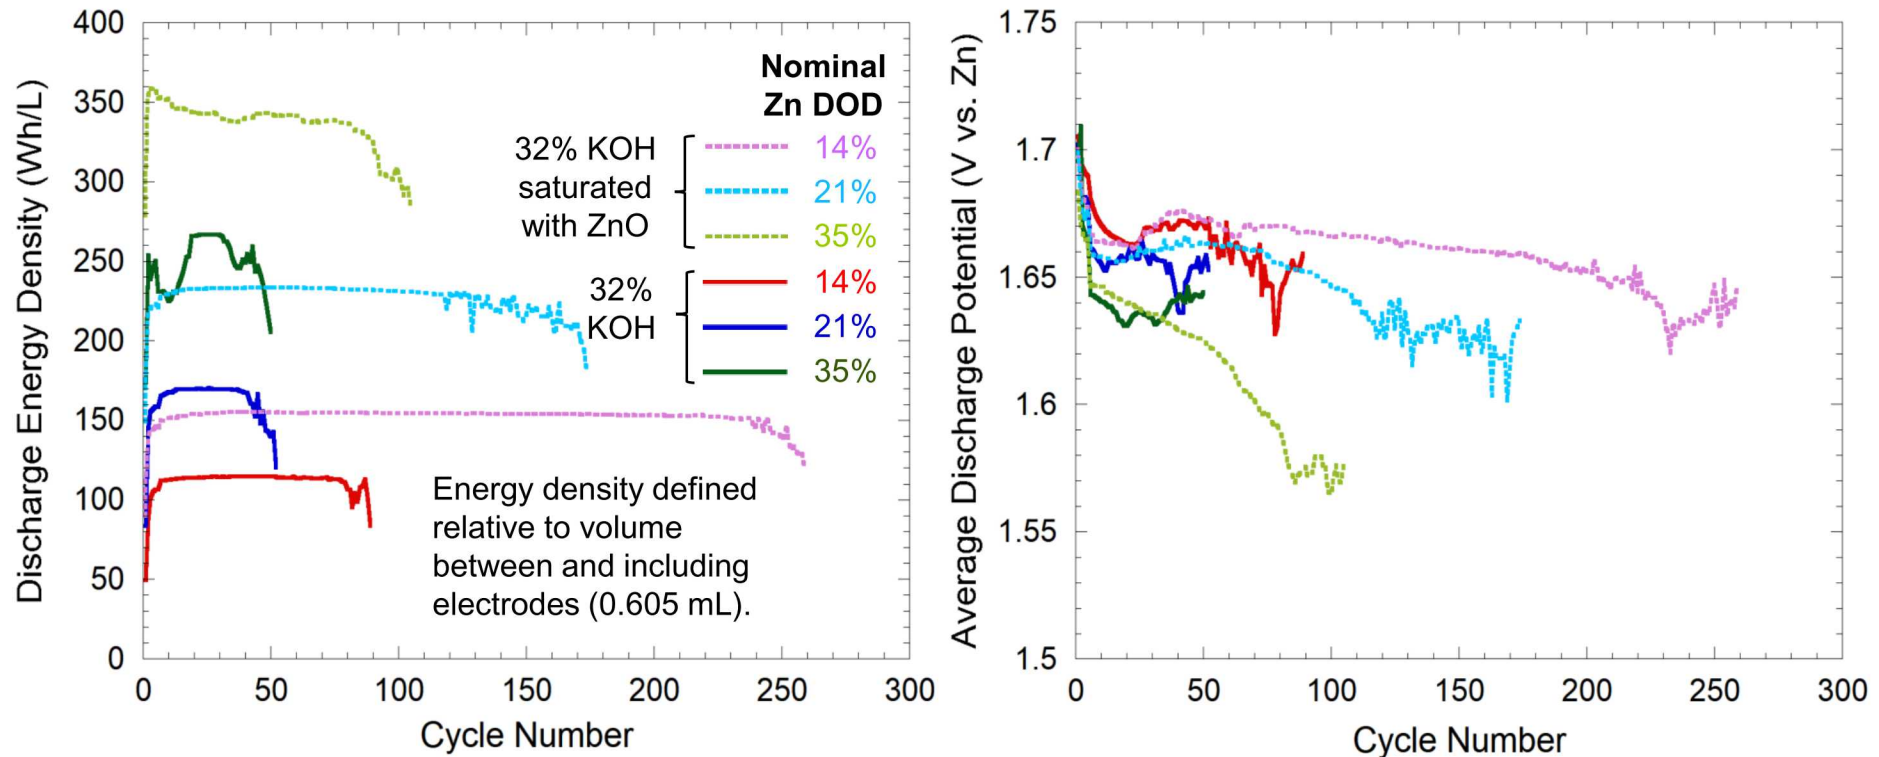 Discharge Energy Density (Wh/L)
400
350
300
250
200
150
100
50
0
0 50 100 150 200 250 300
Cycle Number
Nominal
Zn DOD
32% KOH
saturated
with ZnO
14%
21%
35%
32%
KOH
14%
21%
35%
Energy density defined
relative to volume
between and including
electrodes (0.605 mL).
Average Discharge Potential (V vs. Zn)
1.75
1.7
1.65
1.6
1.55
1.5
0 50 100 150 200 250 300
Cycle Number